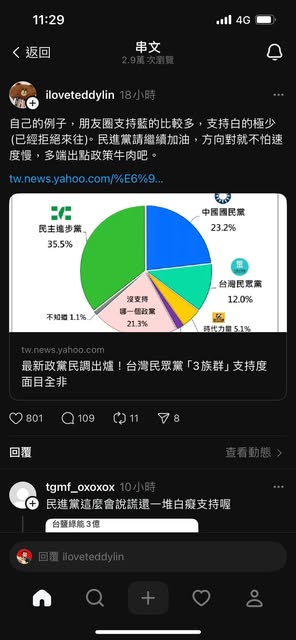 11:29
4G
返回
串文
2.9萬 次瀏覽
iloveteddylin 18小時
自己的例子，朋友圈支持藍的比較多，支持白的極少
(已經拒絕來往)。民進黨請繼續加油，方向對就不怕速
度慢，多端出點政策牛肉吧。
tw.news.yahoo.com/%E6%9...
民主進步黨
35.5%
中國國民黨
23.2%
台灣民眾黨
12.0%
時代力量 5.1%
沒支持
哪一個政黨
21.3%
不知道 1.1%
tw.news.yahoo.com
最新政黨民調出爐！台灣民眾黨「3族群」支持度
面目全非
801
109
11
8
回覆
查看動態
tgmf_oxoxox 10小時
民進黨這麼會說謊還一堆白癡支持喔
台鹽綠能3億
回覆 iloveteddylin